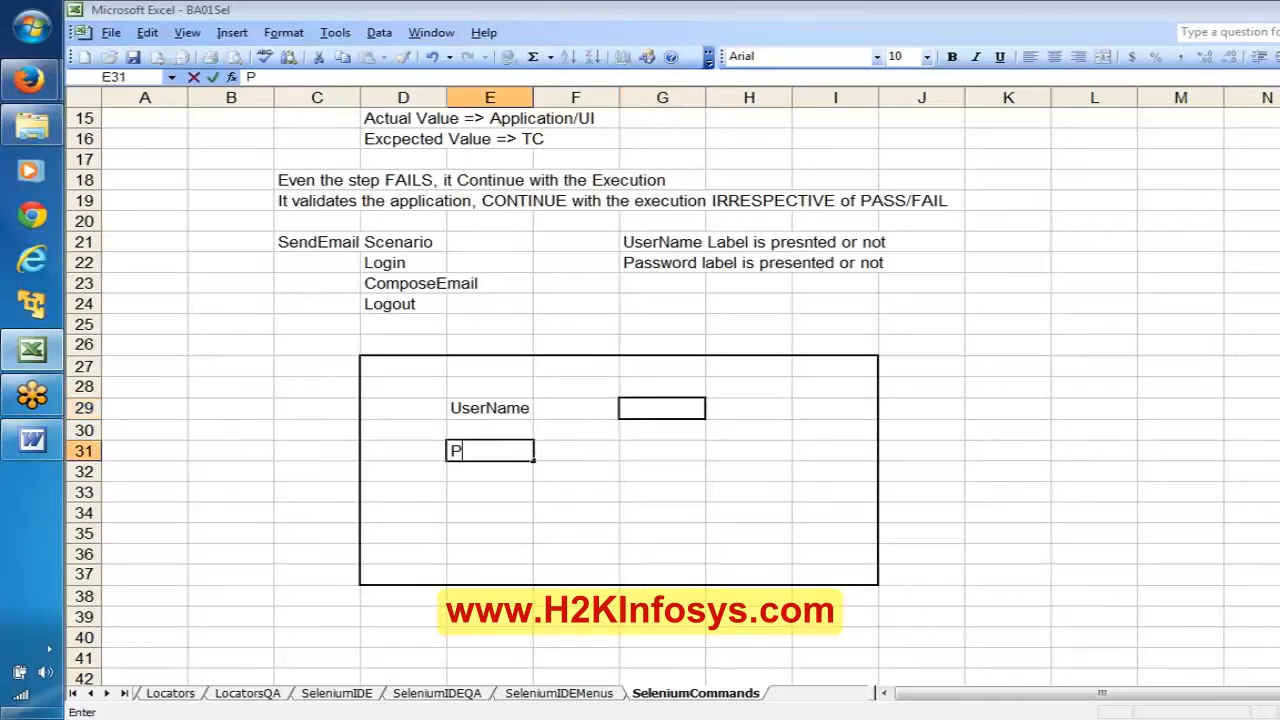 Microsoft Excel - BA01Sel
File Edit View Insert Format Tools Data Window Help
Type a question fo
Arial 10 B I U $ %
E31 fx P
A B C D E F G H I J K L M N
15 Actual Value => Application/UI
16 Excpected Value => TC
17
18 Even the step FAILS, it Continue with the Execution
19 It validates the application, CONTINUE with the execution IRRESPECTIVE of PASS/FAIL
20
21 SendEmail Scenario UserName Label is presnted or not
22 Login Password label is presented or not
23 ComposeEmail
24 Logout
25
26
27
28
29 UserName
30
31 P
32
33
34
35
36
37
38
www.H2KInfosys.com
39
40
41
42
Locators LocatorsQA SeleniumIDE SeleniumIDEQA SeleniumIDEMenus SeleniumCommands
Enter